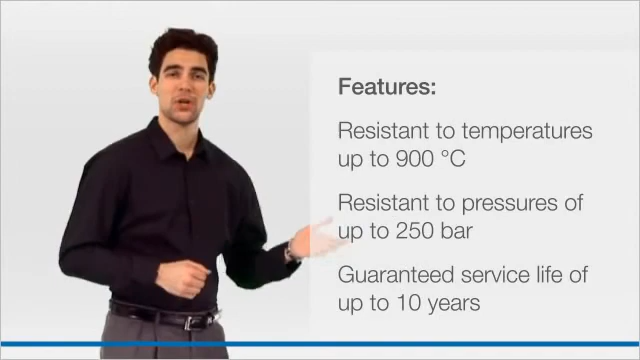 Features:
Resistant to temperatures
up to 900 °C
Resistant to pressures of
up to 250 bar
Guaranteed service life of
up to 10 years